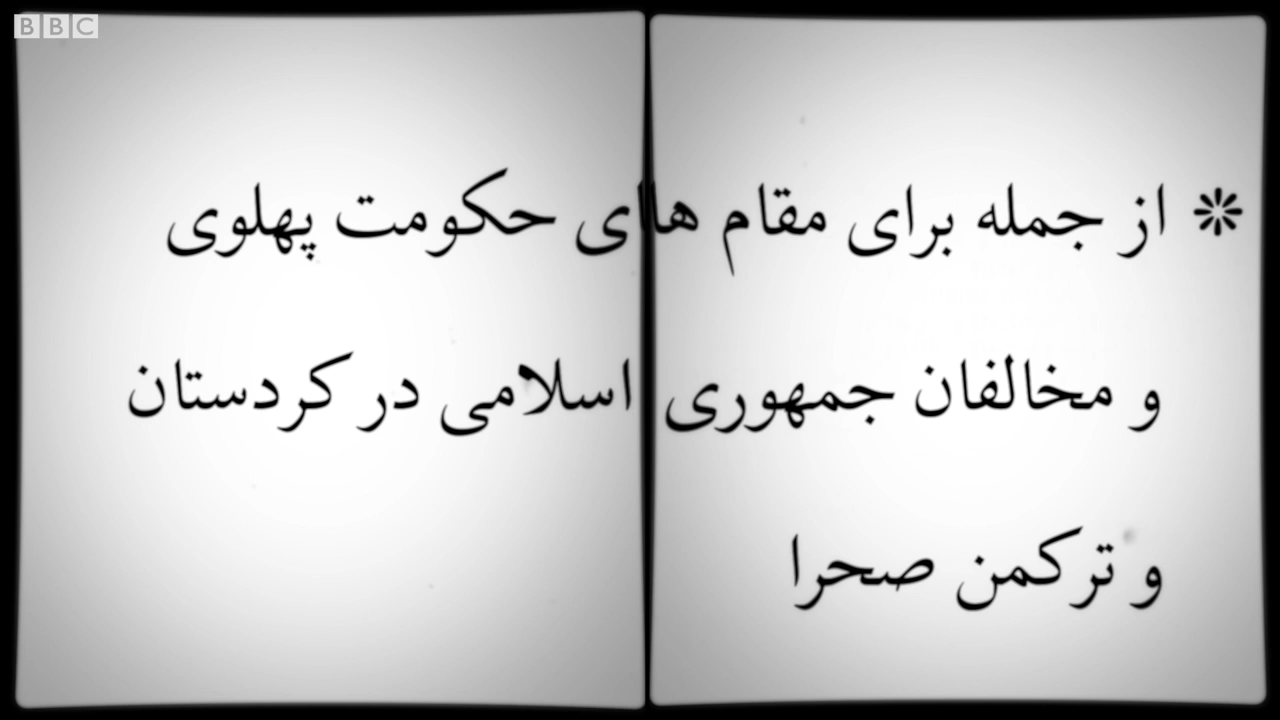 BBC
❊ از جمله برای مقام های حکومت پهلوی
و مخالفان جمهوری اسلامی در کردستان
و ترکمن صحرا